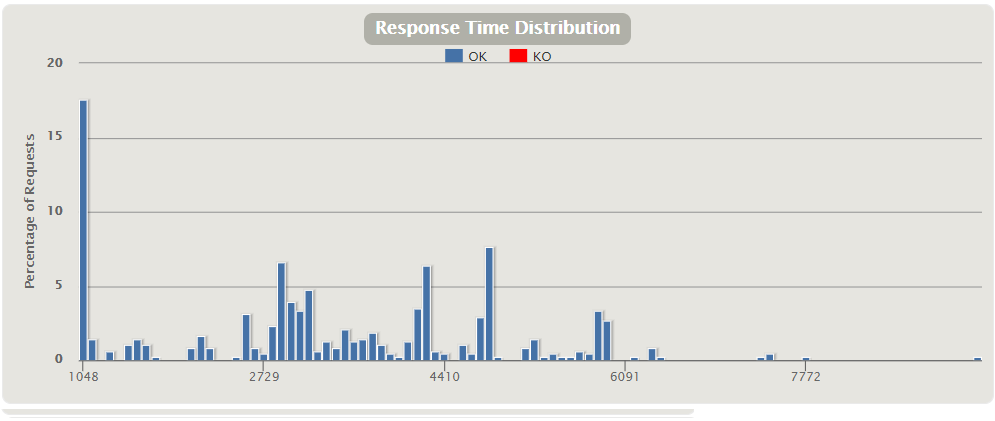 Response Time Distribution
OK KO
Percentage of Requests
20
15
10
5
0
1048 2729 4410 6091 7772